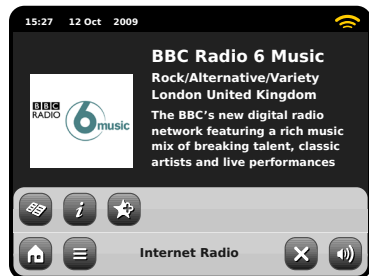 15:27 12 Oct 2009
BBC Radio 6 Music
Rock/Alternative/Variety
London United Kingdom
BBC
RADIO
6
music
The BBC's new digital radio
network featuring a rich music
mix of breaking talent, classic
artists and live performances
i
Internet Radio